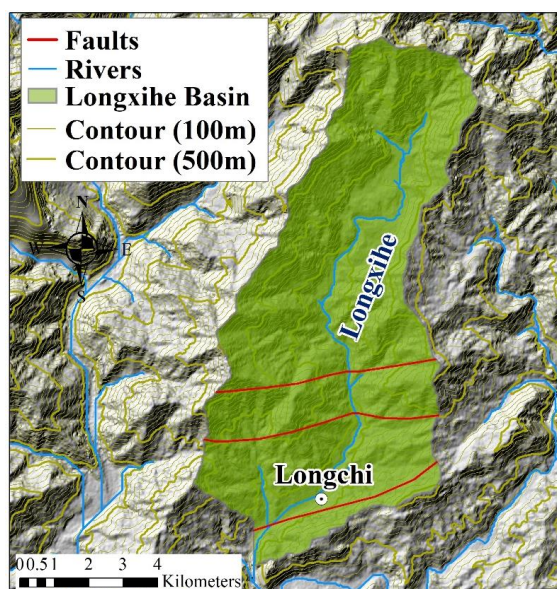 Faults
Rivers
Longxihe Basin
Contour (100m)
Contour (500m)
N
W E
S
Longxihe
Longchi
0 0.5 1 2 3 4
Kilometers